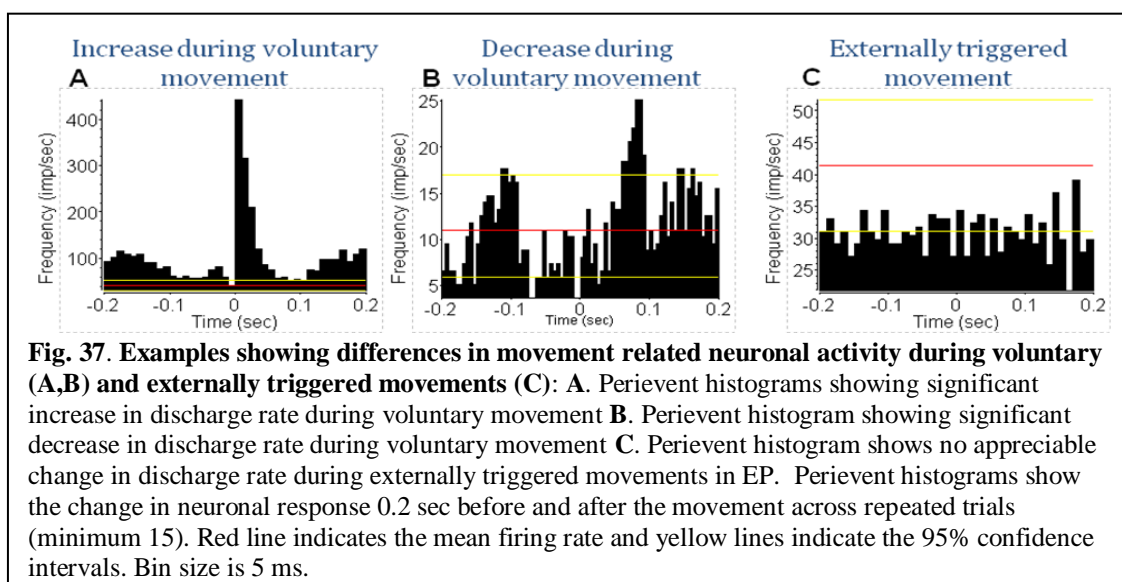 Increase during voluntary movement
A
Frequency (imp/sec)
400
300
200
100
-0.2 -0.1 0 0.1 0.2
Time (sec)
Decrease during voluntary movement
B
Frequency (imp/sec)
25
20
15
10
5
-0.2 -0.1 0 0.1 0.2
Time (sec)
Externally triggered movement
C
Frequency (imp/sec)
50
45
40
35
30
25
-0.2 -0.1 0 0.1 0.2
Time (sec)
Fig. 37. Examples showing differences in movement related neuronal activity during voluntary
(A,B) and externally triggered movements (C): A. Perievent histograms showing significant
increase in discharge rate during voluntary movement B. Perievent histogram showing significant
decrease in discharge rate during voluntary movement C. Perievent histogram shows no appreciable
change in discharge rate during externally triggered movements in EP. Perievent histograms show
the change in neuronal response 0.2 sec before and after the movement across repeated trials
(minimum 15). Red line indicates the mean firing rate and yellow lines indicate the 95% confidence
intervals. Bin size is 5 ms.